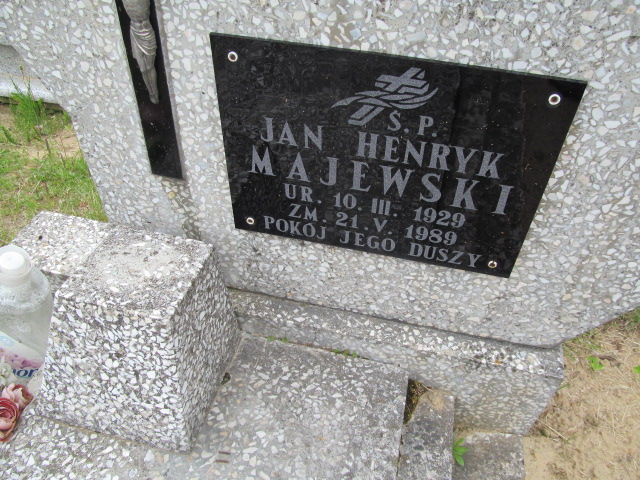 Ś. P.
JAN HENRYK
MAJEWSKI
UR. 10. III. 1929
ZM. 21. V. 1989
POKÓJ JEGO DUSZY